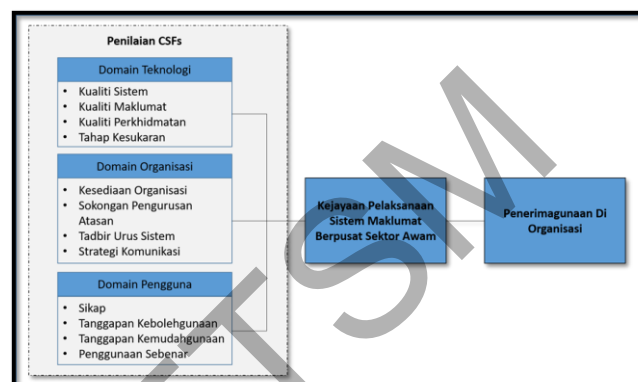 Penilaian CSFs
Domain Teknologi
• Kualiti Sistem
• Kualiti Maklumat
• Kualiti Perkhidmatan
• Tahap Kesukaran
Domain Organisasi
• Kesediaan Organisasi
• Sokongan Pengurusan
Atasan
• Tadbir Urus Sistem
• Strategi Komunikasi
Domain Pengguna
• Sikap
• Tanggapan Kebolehgunaan
• Tanggapan Kemudahgunaan
• Penggunaan Sebenar
Kejayaan Pelaksanaan
Sistem Maklumat
Berpusat Sektor Awam
Penerimagunaan Di
Organisasi
TSM